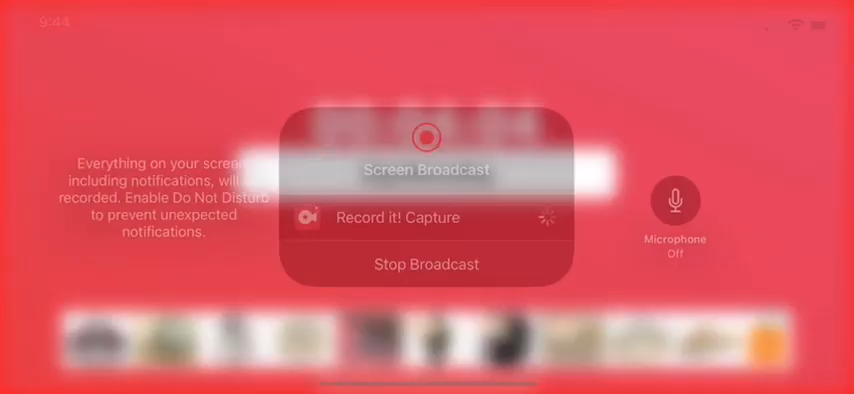 9:44
Everything on your screen,
including notifications, will be
recorded. Enable Do Not Disturb
to prevent unexpected
notifications.
Screen Broadcast
Record it! Capture
Stop Broadcast
Microphone
Off